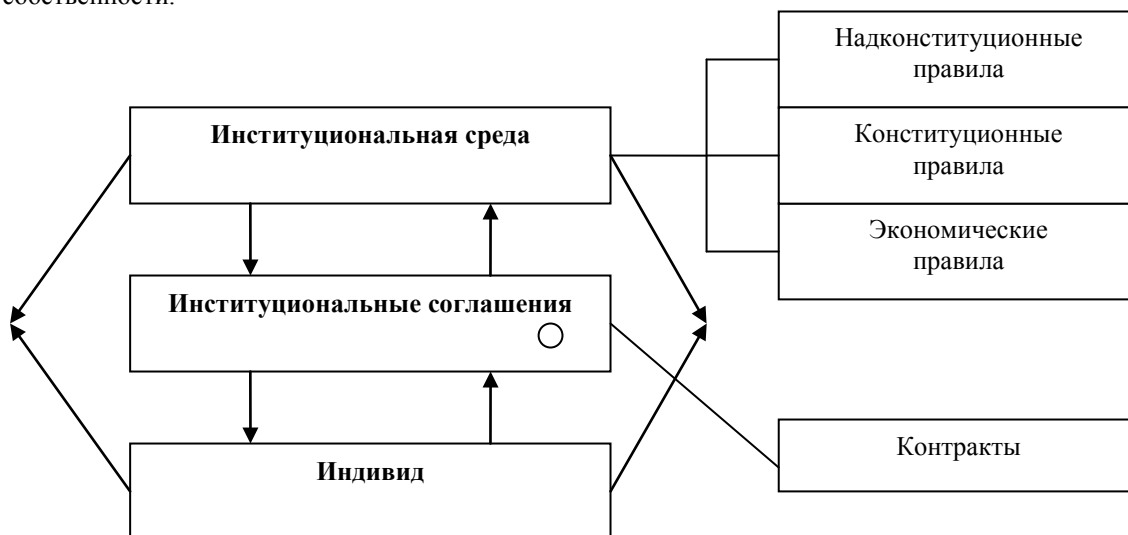 собственности.
Надконституционные
правила
Институциональная среда
Конституционные
правила
Экономические
правила
Институциональные соглашения
Контракты
Индивид